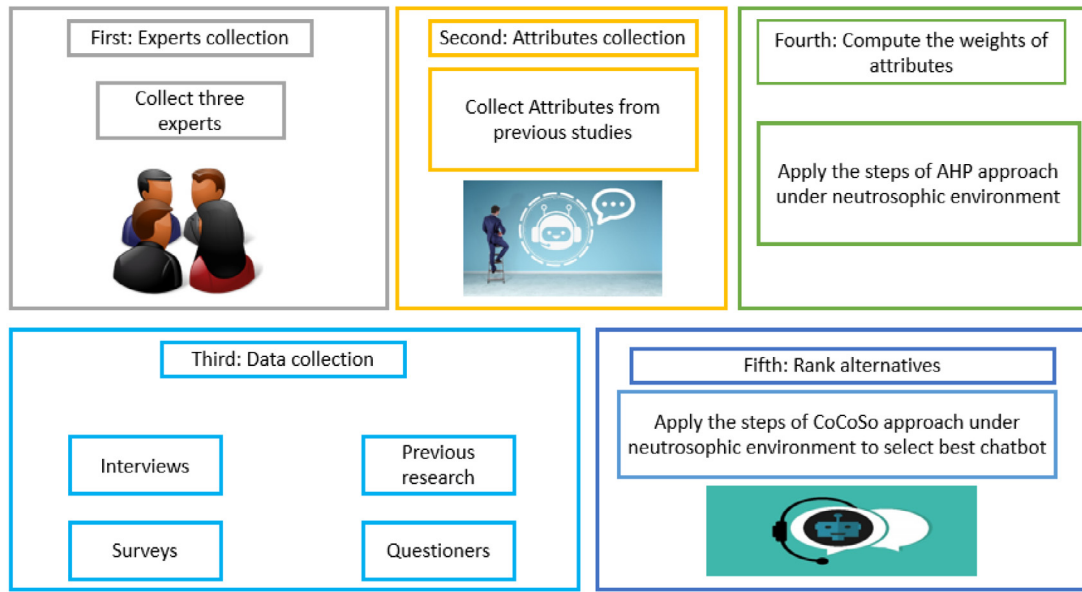 First: Experts collection
Collect three
experts
Second: Attributes collection
Collect Attributes from
previous studies
Fourth: Compute the weights of
attributes
Apply the steps of AHP approach
under neutrosophic environment
Third: Data collection
Interviews
Previous
research
Surveys
Questioners
Fifth: Rank alternatives
Apply the steps of CoCoSo approach under
neutrosophic environment to select best chatbot